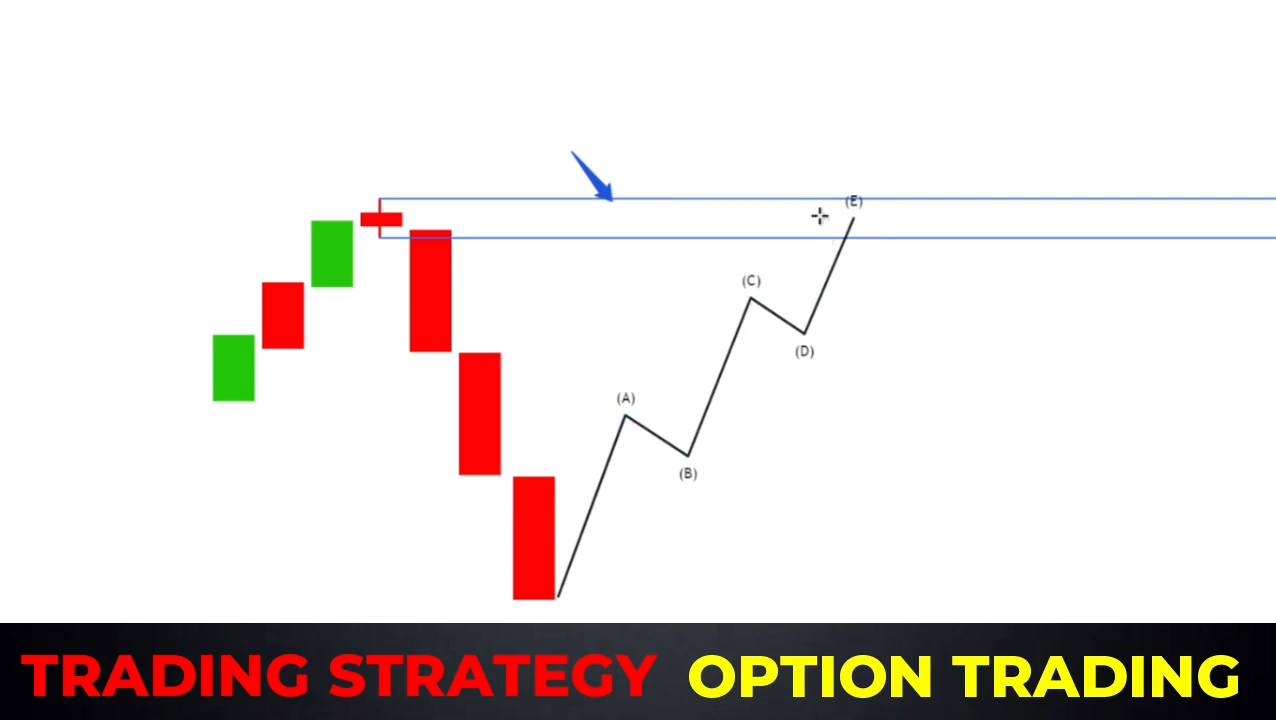 (E)
(C)
(D)
(A)
(B)
TRADING STRATEGY OPTION TRADING